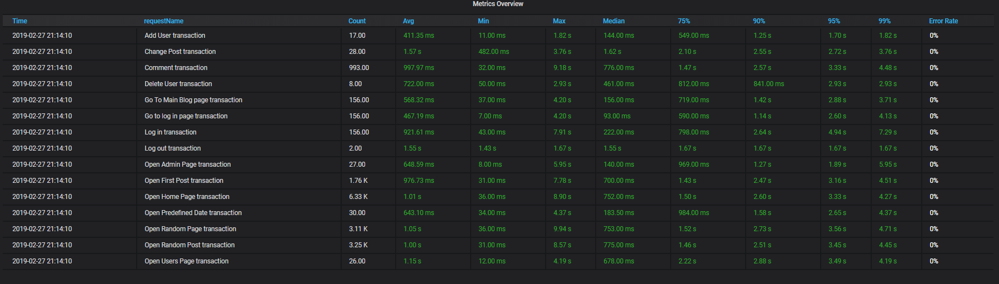 Metrics Overview
Time requestName Count Avg Min Max Median 75% 90% 95% 99% Error Rate
2019-02-27 21:14:10 Add User transaction 17.00 411.35 ms 11.00 ms 1.82 s 144.00 ms 549.00 ms 1.25 s 1.70 s 1.82 s 0%
2019-02-27 21:14:10 Change Post transaction 28.00 1.57 s 482.00 ms 3.76 s 1.62 s 2.10 s 2.55 s 2.72 s 3.76 s 0%
2019-02-27 21:14:10 Comment transaction 993.00 997.97 ms 32.00 ms 9.18 s 776.00 ms 1.47 s 2.57 s 3.33 s 4.48 s 0%
2019-02-27 21:14:10 Delete User transaction 8.00 722.00 ms 50.00 ms 2.93 s 461.00 ms 812.00 ms 841.00 ms 2.93 s 2.93 s 0%
2019-02-27 21:14:10 Go To Main Blog page transaction 156.00 568.32 ms 37.00 ms 4.20 s 156.00 ms 719.00 ms 1.42 s 2.88 s 3.71 s 0%
2019-02-27 21:14:10 Go to log in page transaction 156.00 467.19 ms 7.00 ms 4.20 s 93.00 ms 590.00 ms 1.14 s 2.60 s 4.13 s 0%
2019-02-27 21:14:10 Log in transaction 156.00 921.61 ms 43.00 ms 7.91 s 222.00 ms 798.00 ms 2.64 s 4.94 s 7.29 s 0%
2019-02-27 21:14:10 Log out transaction 2.00 1.55 s 1.43 s 1.67 s 1.55 s 1.67 s 1.67 s 1.67 s 1.67 s 0%
2019-02-27 21:14:10 Open Admin Page transaction 27.00 648.59 ms 8.00 ms 5.95 s 140.00 ms 969.00 ms 1.27 s 1.89 s 5.95 s 0%
2019-02-27 21:14:10 Open First Post transaction 1.76 K 976.73 ms 31.00 ms 7.78 s 700.00 ms 1.43 s 2.47 s 3.16 s 4.51 s 0%
2019-02-27 21:14:10 Open Home Page transaction 6.33 K 1.01 s 36.00 ms 8.90 s 752.00 ms 1.50 s 2.60 s 3.33 s 4.27 s 0%
2019-02-27 21:14:10 Open Predefined Date transaction 30.00 643.10 ms 34.00 ms 4.37 s 183.50 ms 984.00 ms 1.58 s 2.65 s 4.37 s 0%
2019-02-27 21:14:10 Open Random Page transaction 3.11 K 1.05 s 36.00 ms 9.94 s 753.00 ms 1.52 s 2.73 s 3.56 s 4.71 s 0%
2019-02-27 21:14:10 Open Random Post transaction 3.25 K 1.00 s 31.00 ms 8.57 s 775.00 ms 1.46 s 2.51 s 3.45 s 4.45 s 0%
2019-02-27 21:14:10 Open Users Page transaction 26.00 1.15 s 12.00 ms 4.19 s 678.00 ms 2.22 s 2.88 s 3.49 s 4.19 s 0%